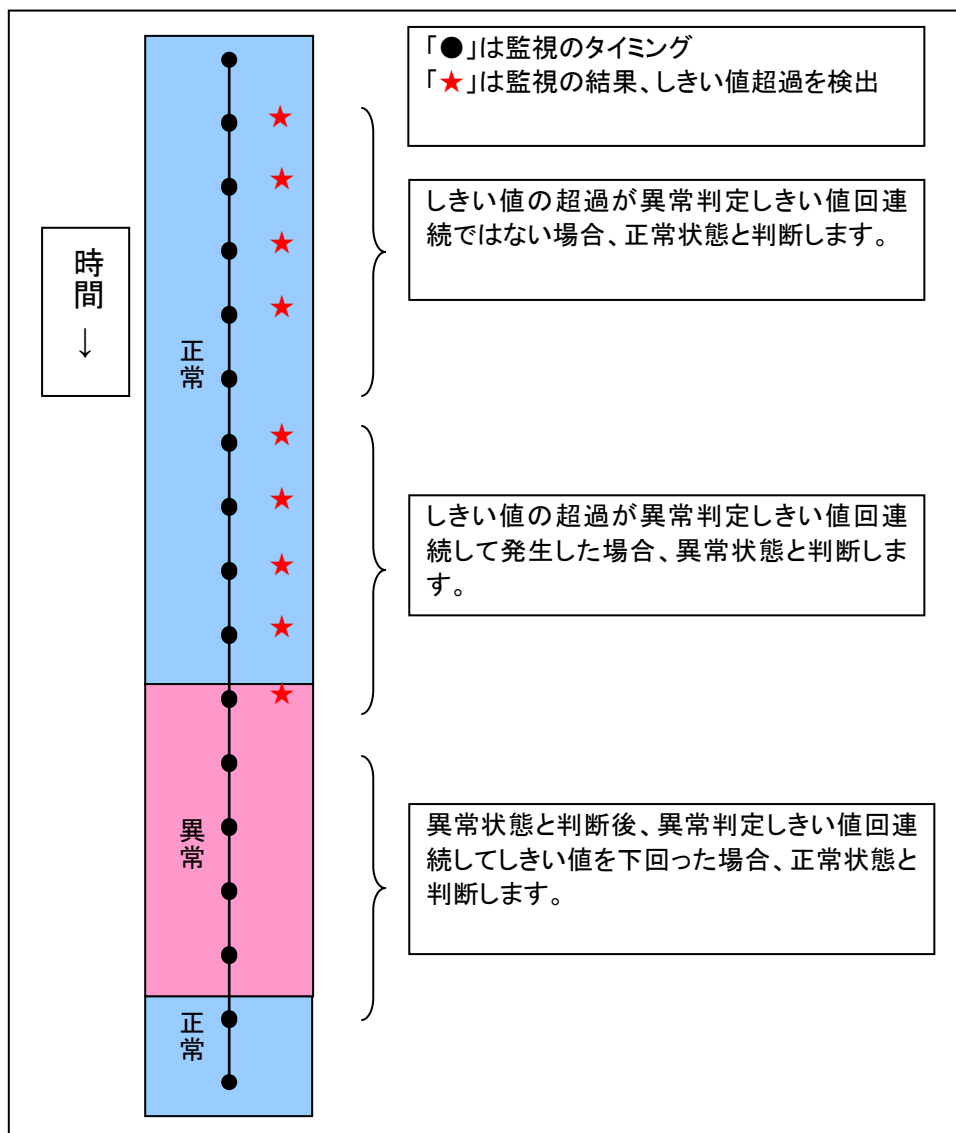 「●」は監視のタイミング
「★」は監視の結果、しきい値超過を検出
しきい値の超過が異常判定しきい値回連
続ではない場合、正常状態と判断します。
時間↓
正常
しきい値の超過が異常判定しきい値回連
続して発生した場合、異常状態と判断しま
す。
異常
異常状態と判断後、異常判定しきい値回連
続してしきい値を下回った場合、正常状態と
判断します。
正常